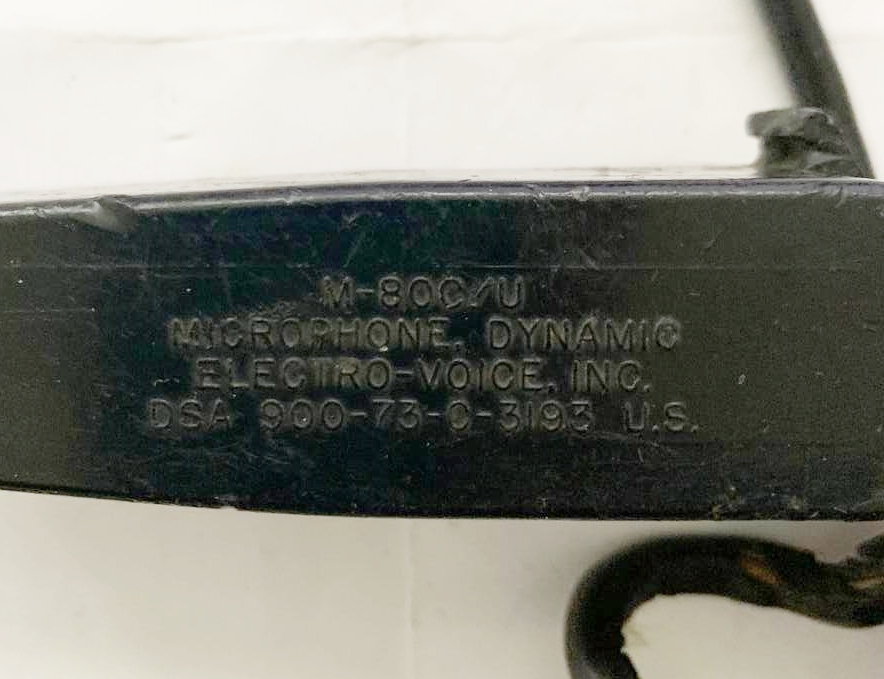 M-80C/U
MICROPHONE, DYNAMIC
ELECTRO-VOICE, INC.
DSA 900-73-C-3193 U.S.